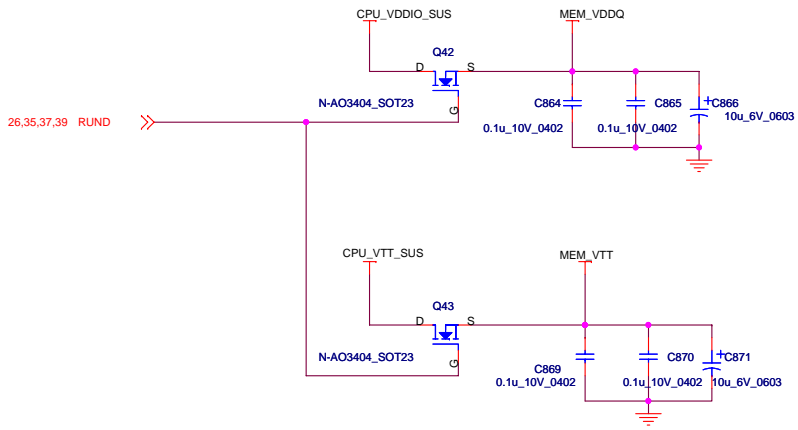 CPU_VDDIO_SUS
MEM_VDDQ
Q42
D
S
G
N-AO3404_SOT23
26,35,37,39 RUND
C864
0.1u_10V_0402
C865
0.1u_10V_0402
+
C866
10u_6V_0603
CPU_VTT_SUS
MEM_VTT
Q43
D
S
G
N-AO3404_SOT23
C869
0.1u_10V_0402
C870
0.1u_10V_0402
+
C871
10u_6V_0603